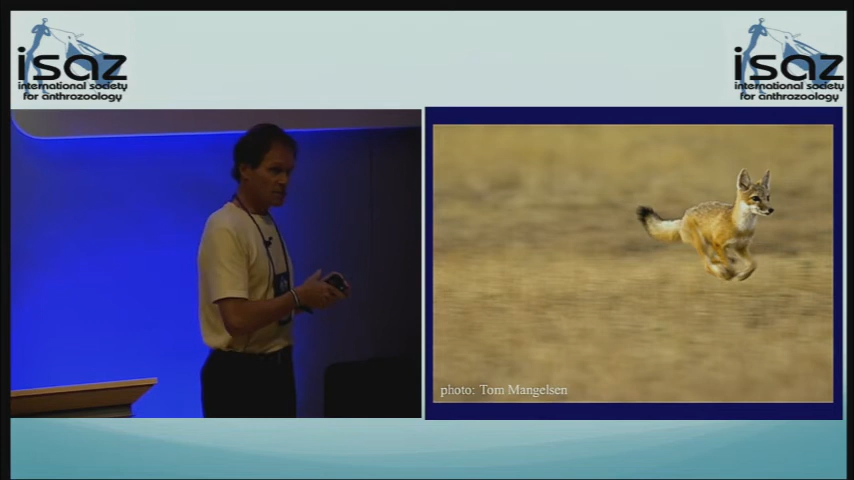 isaz
international society
for anthrozoology
isaz
international society
for anthrozoology
photo: Tom Mangelsen